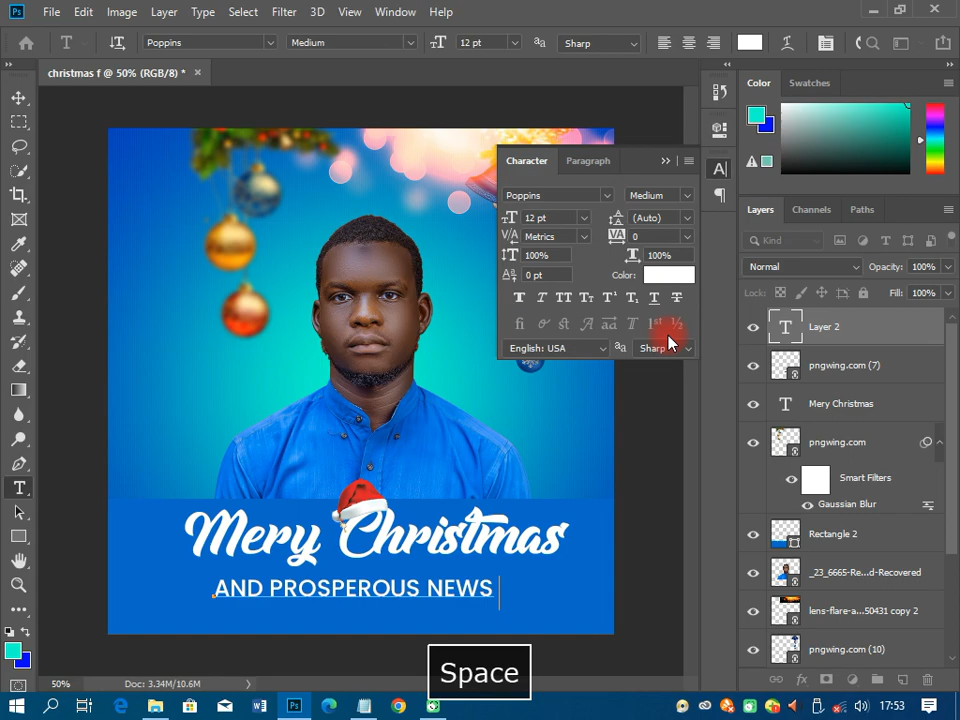 Ps File Edit Image Layer Type Select Filter 3D View Window Help
T Poppins Medium 12 pt Sharp
christmas f @ 50% (RGB/8) * ×
Color Swatches
Character Paragraph
Poppins Medium
12 pt (Auto)
Metrics 0
100% 100%
0 pt Color:
English: USA Sharp
Layers Channels Paths
Kind
Normal Opacity: 100%
Lock: Fill: 100%
Layer 2
pngwing.com (7)
Mery Christmas
pngwing.com
Smart Filters
Gaussian Blur
Rectangle 2
_23_6665-Re...d-Recovered
lens-flare-a...50431 copy 2
pngwing.com (10)
Mery Christmas
AND PROSPEROUS NEWS
Space
50% Doc: 3.34M/10.6M
17:53